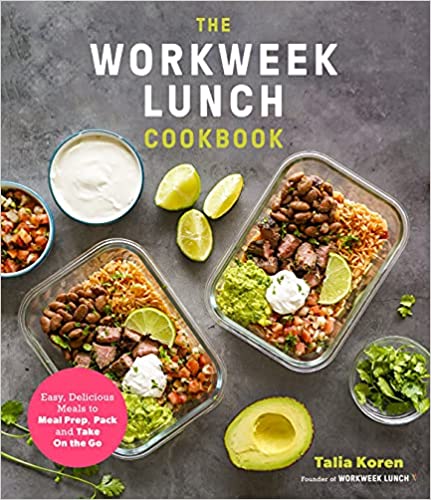 THE
WORKWEEK
LUNCH
COOKBOOK
Easy, Delicious
Meals to
Meal Prep, Pack
and Take
On the Go
Talia Koren
Founder of WORKWEEK LUNCH